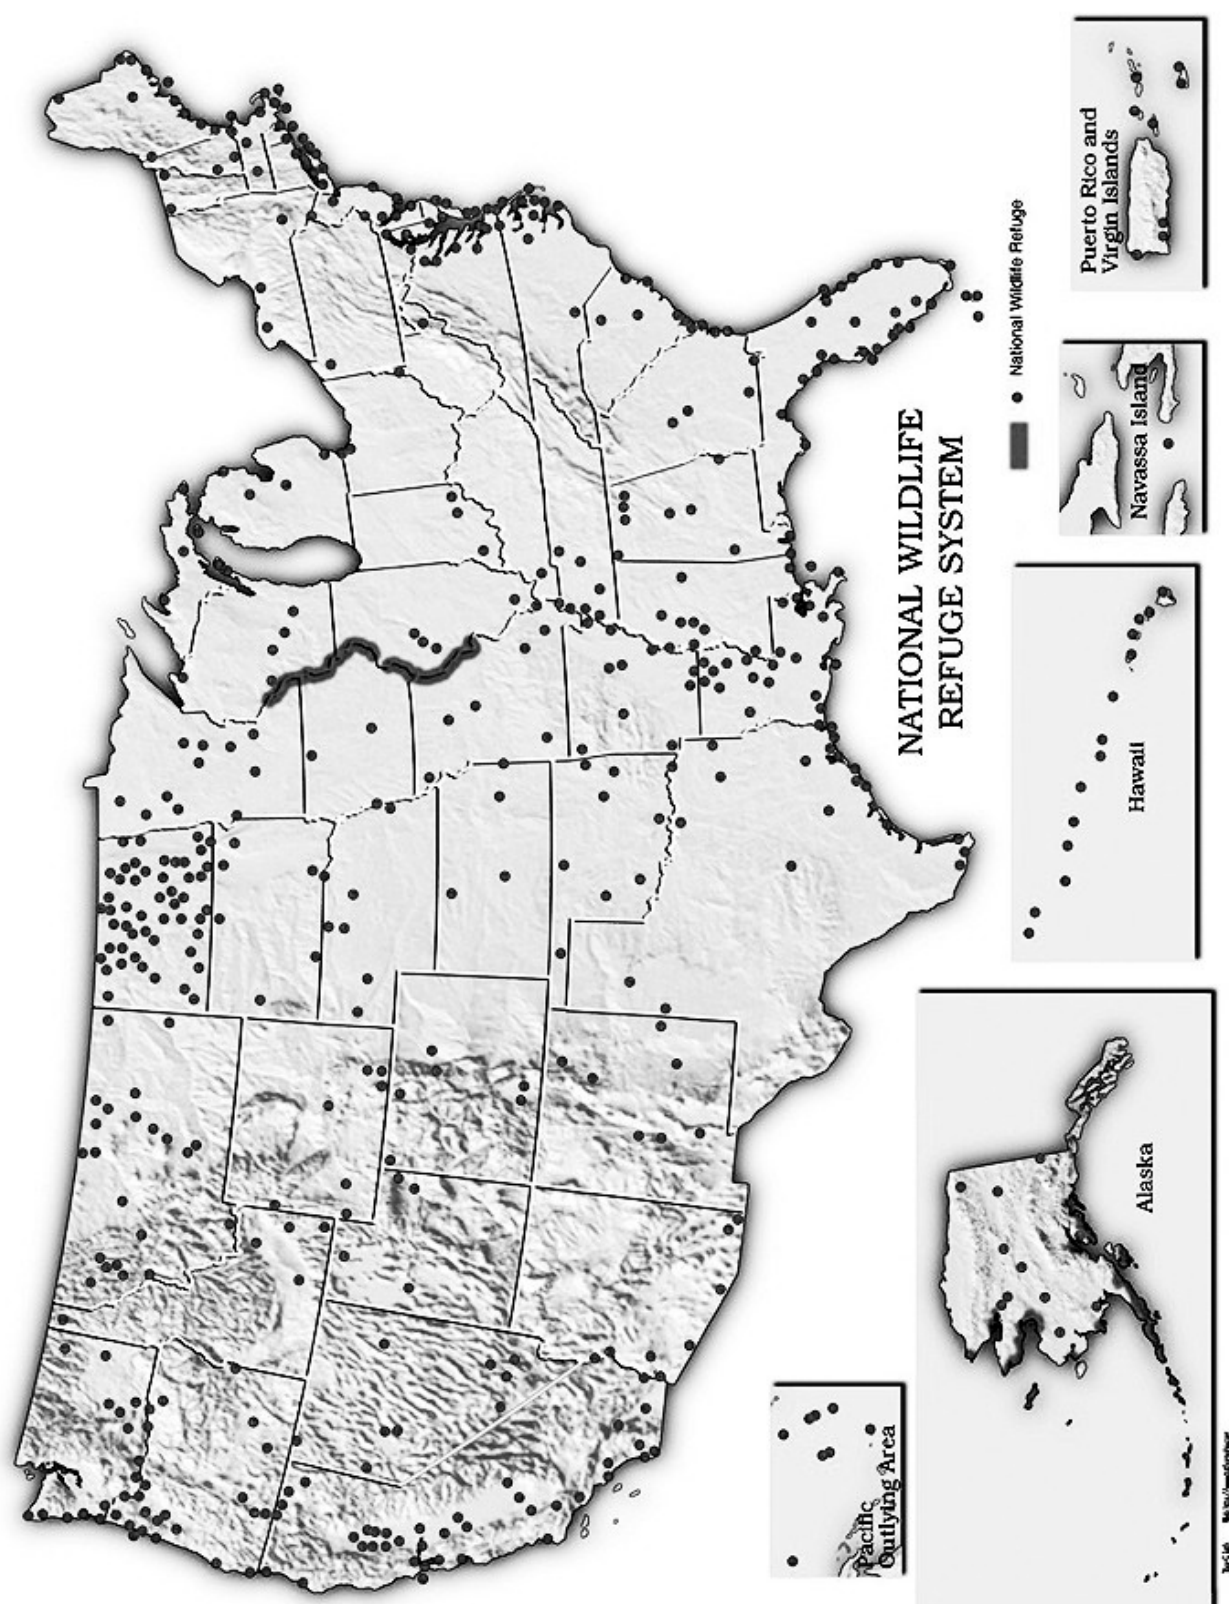 NATIONAL WILDLIFE
REFUGE SYSTEM
National Wildlife Refuge
Puerto Rico and
Virgin Islands
Navassa Island
Hawaii
Alaska
Pacific
Outlying Area